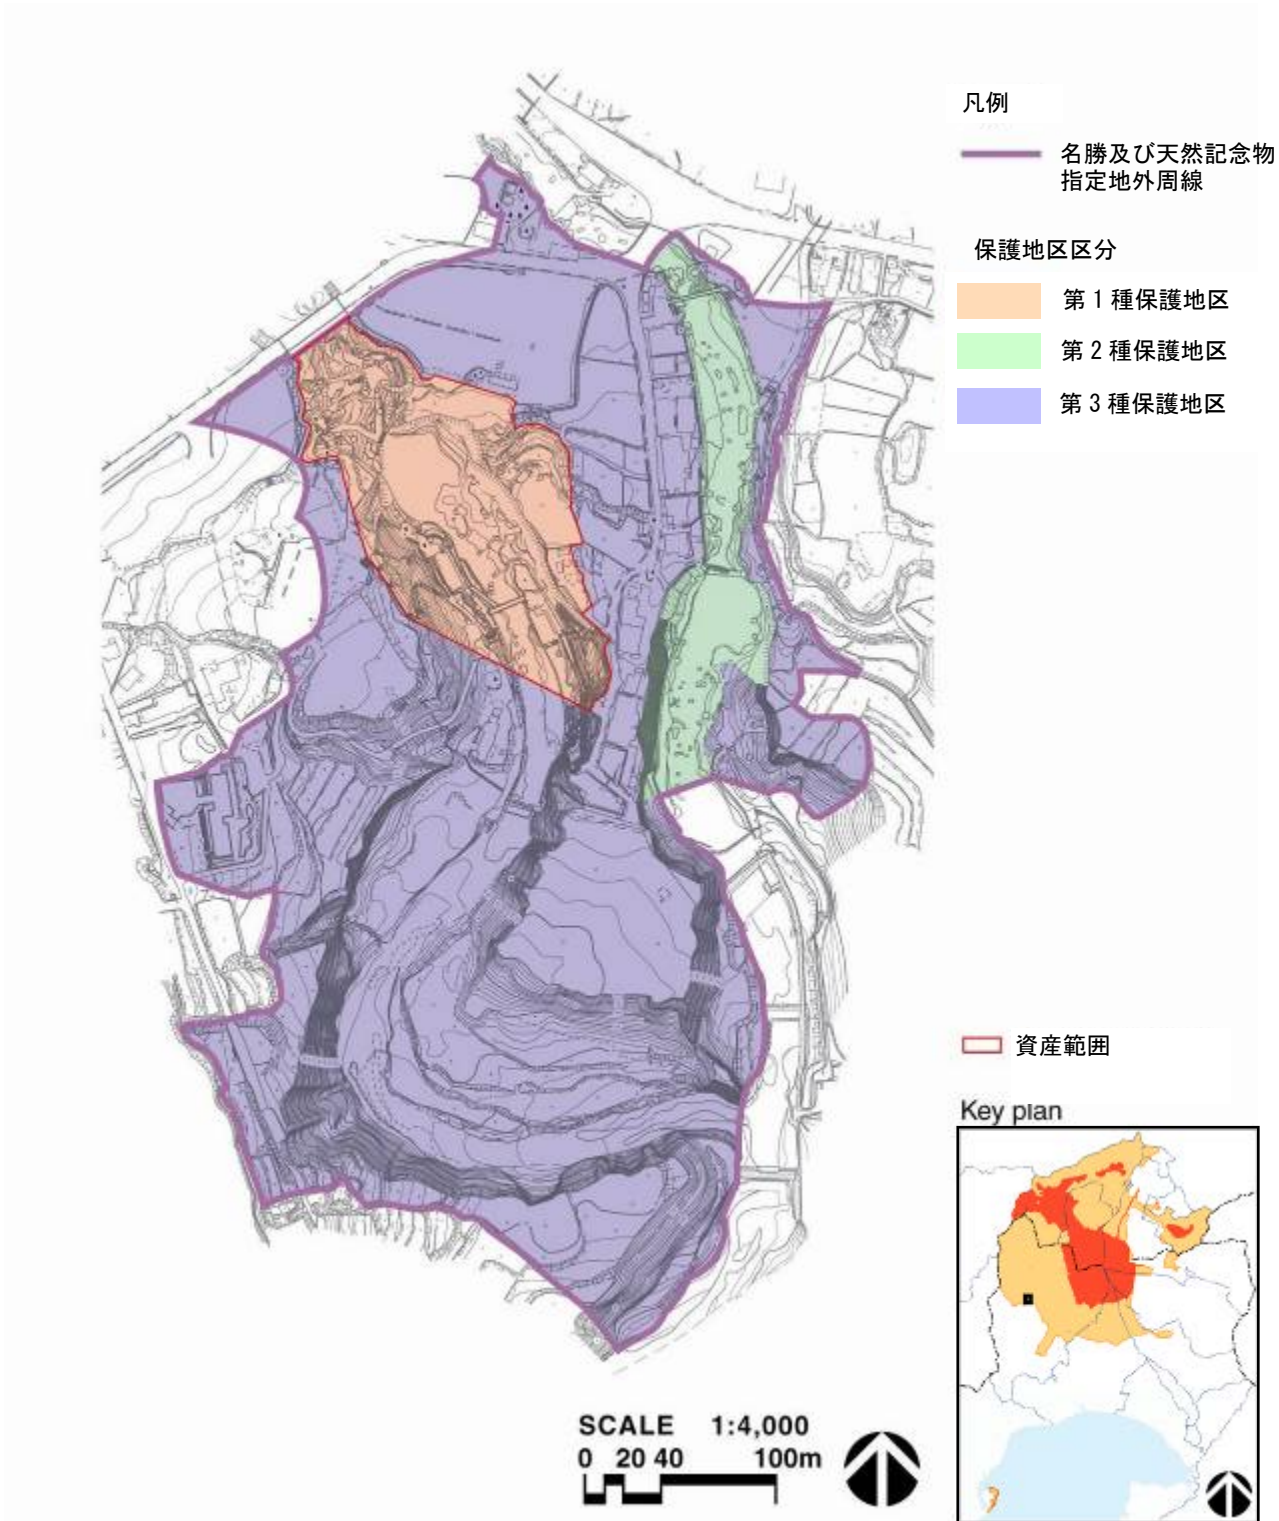 凡例
名勝及び天然記念物
指定地外周線
保護地区区分
第1種保護地区
第2種保護地区
第3種保護地区
資産範囲
Key plan
SCALE 1:4,000
0 20 40 100m